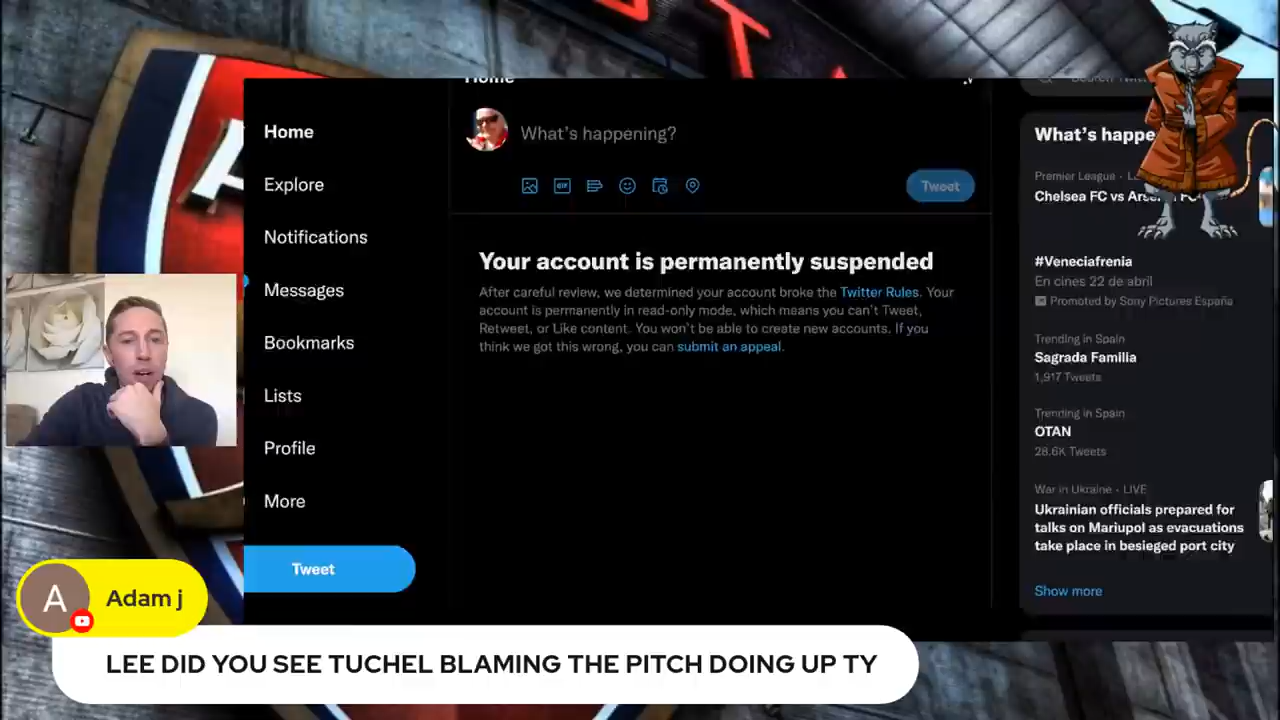 Home
Home
Explore
Notifications
Messages
Bookmarks
Lists
Profile
More
Tweet
What's happening?
GIF
Tweet
Your account is permanently suspended
After careful review, we determined your account broke the Twitter Rules. Your
account is permanently in read-only mode, which means you can't Tweet,
Retweet, or Like content. You won't be able to create new accounts. If you
think we got this wrong, you can submit an appeal.
What's happe
Premier League
Chelsea FC vs Arsenal FC
#Veneciafrenia
En cines 22 de abril
Promoted by Sony Pictures España
Trending in Spain
Sagrada Familia
1,917 Tweets
Trending in Spain
OTAN
28.6K Tweets
War in Ukraine · LIVE
Ukrainian officials prepared for
talks on Mariupol as evacuations
take place in besieged port city
Show more
A
Adam j
LEE DID YOU SEE TUCHEL BLAMING THE PITCH DOING UP TY